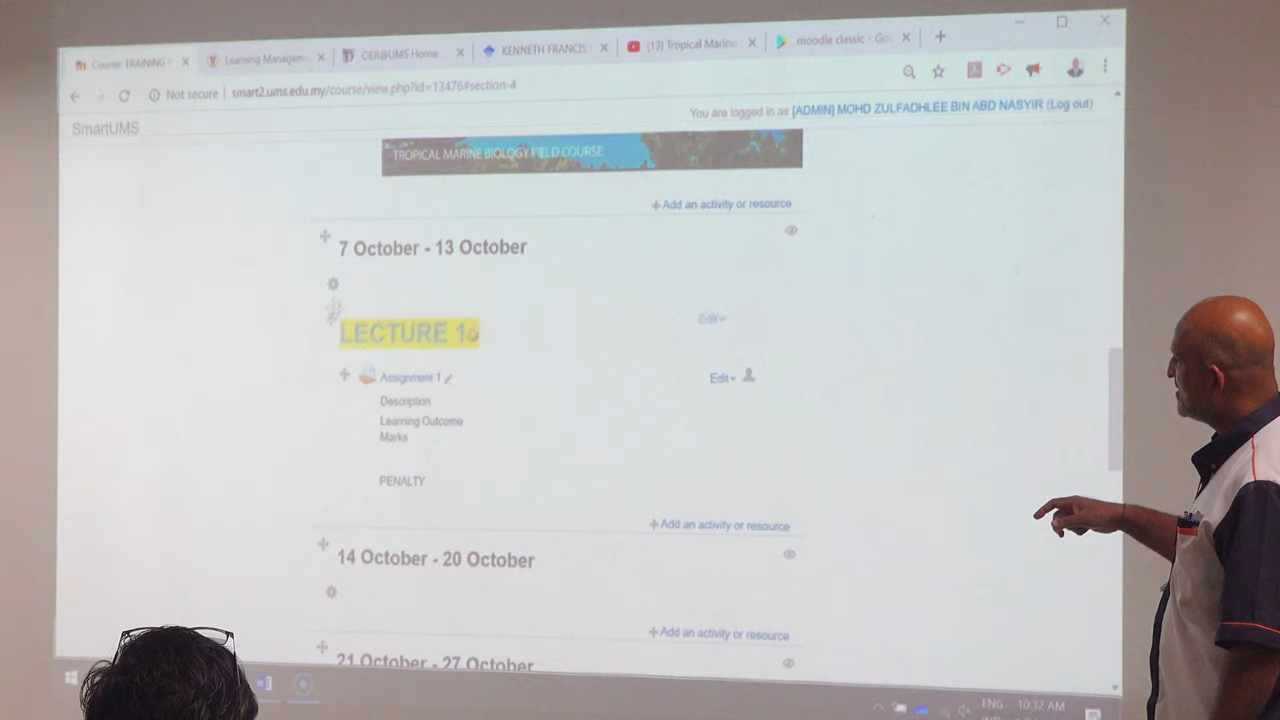 Course: TRAINING
Learning Managem
OER@UMS Home
KENNETH FRANCIS
(13) Tropical Marine
moodle classic - Go
Not secure | smart2.ums.edu.my/course/view.php?id=13476#section-4
SmartUMS
You are logged in as [ADMIN] MOHD ZULFADHLEE BIN ABD NASYIR (Log out)
TROPICAL MARINE BIOLOGY FIELD COURSE
Add an activity or resource
7 October - 13 October
LECTURE 1
Edit
Assignment 1
Edit
Description
Learning Outcome
Marks
PENALTY
Add an activity or resource
14 October - 20 October
Add an activity or resource
21 October - 27 October
ENG
10:32 AM